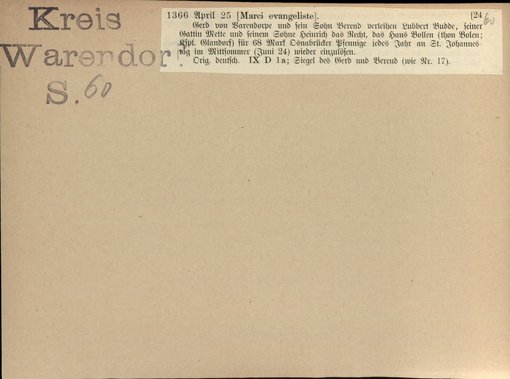 Kreis
Warendorf
S. 60
1366 April 25 [Marci evangeliste]. [24
60
Gerd von Varendorpe und sein Sohn Berend verleihen Lubbert Budde, seiner
Gattin Mette und seinem Sohne Heinrich das Recht, das Haus Bollen (thon Bolen;
Kspl. Glandorf) für 68 Mark Osnabrücker Pfennige jedes Jahr an St. Johannes-
tag im Mittsommer (Juni 24) wieder einzulösen.
Orig. deutsch. IX D 1a; Siegel des Gerd und Berend (wie Nr. 17).